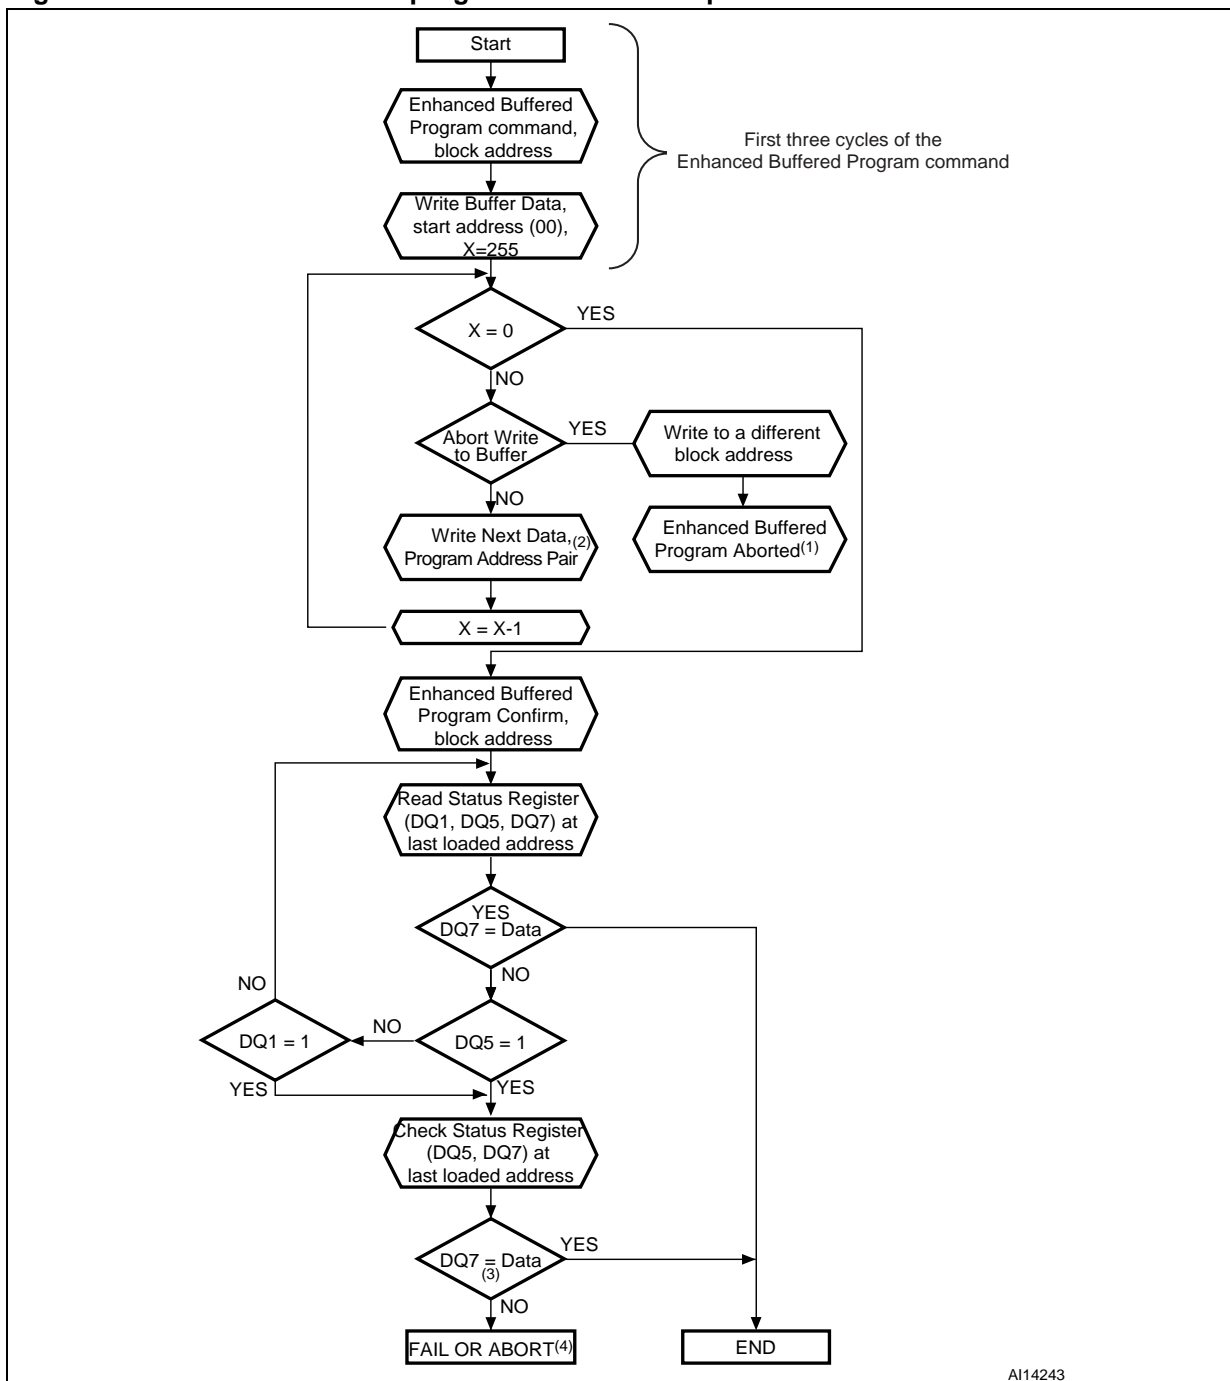 Start
Enhanced Buffered
Program command,
block address
First three cycles of the
Enhanced Buffered Program command
Write Buffer Data,
start address (00),
X=255
X = 0
YES
NO
Abort Write
to Buffer
YES
Write to a different
block address
NO
Write Next Data,(2)
Program Address Pair
Enhanced Buffered
Program Aborted(1)
X = X-1
Enhanced Buffered
Program Confirm,
block address
Read Status Register
(DQ1, DQ5, DQ7) at
last loaded address
YES
DQ7 = Data
NO
NO
DQ1 = 1
NO
DQ5 = 1
YES
YES
Check Status Register
(DQ5, DQ7) at
last loaded address
DQ7 = Data
(3)
YES
NO
FAIL OR ABORT(4)
END
AI14243